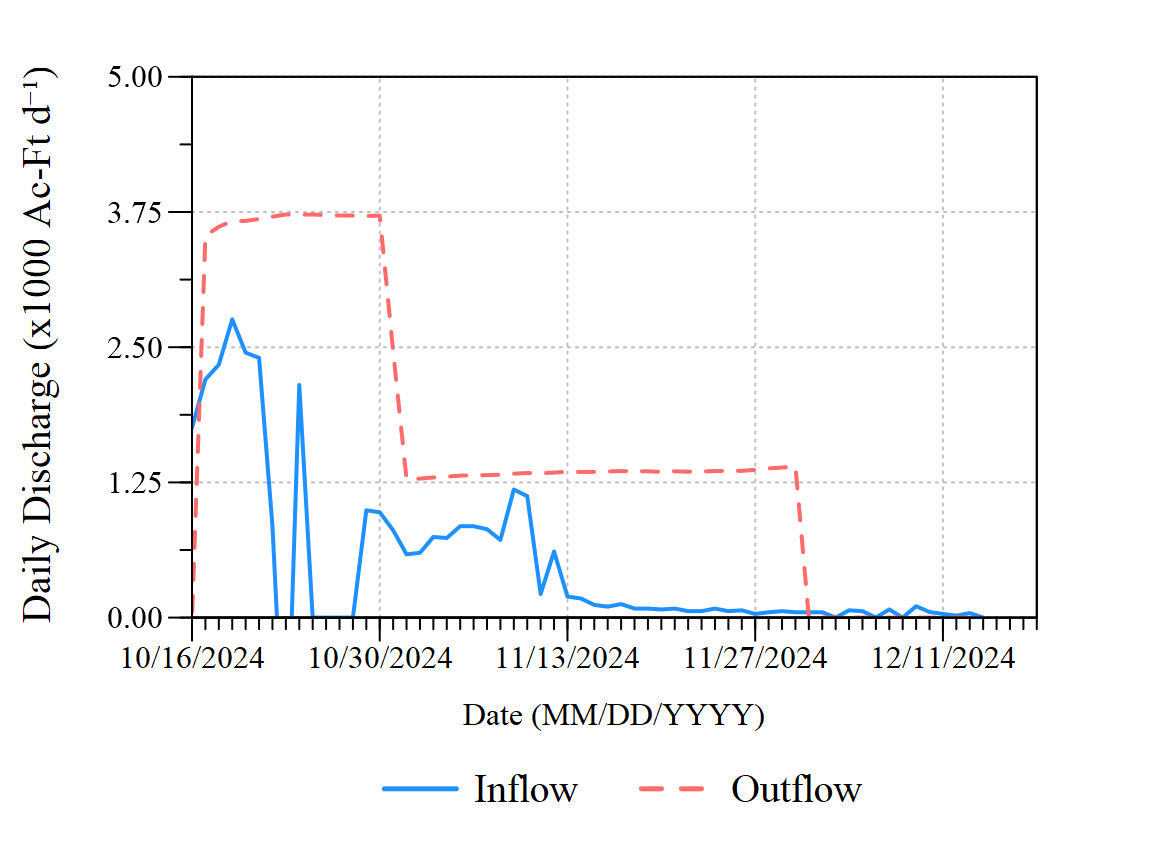 Daily Discharge (x1000 Ac-Ft d⁻¹)
5.00
3.75
2.50
1.25
0.00
10/16/2024 10/30/2024 11/13/2024 11/27/2024 12/11/2024
Date (MM/DD/YYYY)
Inflow Outflow